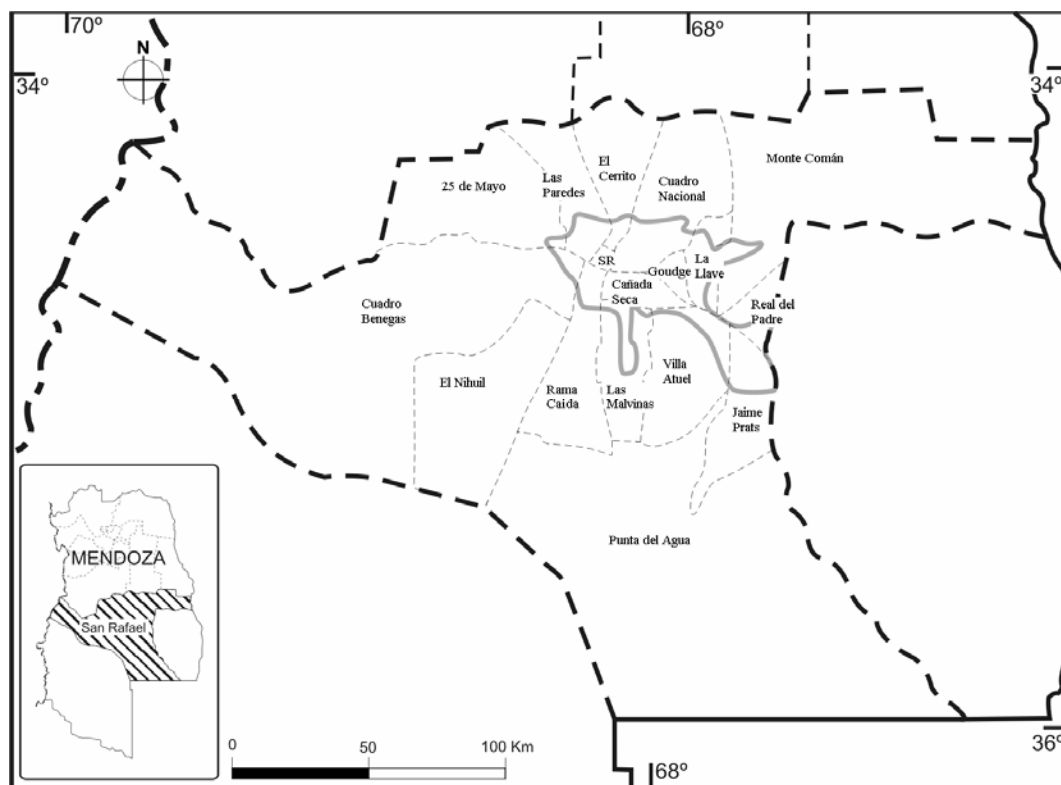 70º
68º
N
34º
34º
El
Cerrito
Monte Comán
25 de Mayo
Las
Paredes
Cuadro
Nacional
SR
Goudge
La
Llave
Cañada
Seca
Cuadro
Benegas
Real del
Padre
El Nihuil
Villa
Atuel
Rama
Caida
Las
Malvinas
Jaime
Prats
Punta del Agua
MENDOZA
San Rafael
0
50
100 Km
36º
68º